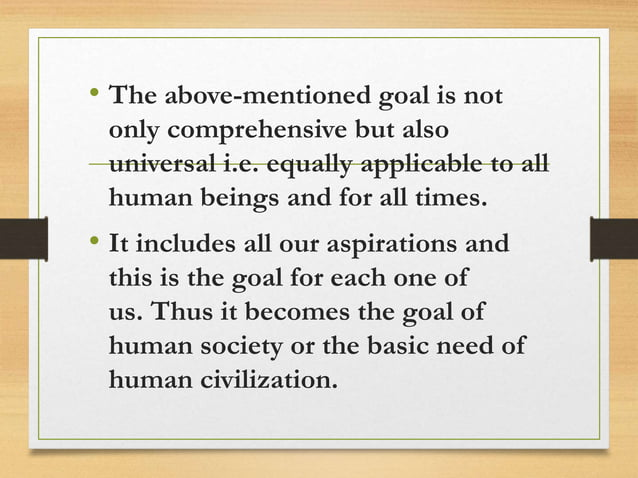 • The above-mentioned goal is not
only comprehensive but also
universal i.e. equally applicable to all
human beings and for all times.
• It includes all our aspirations and
this is the goal for each one of
us. Thus it becomes the goal of
human society or the basic need of
human civilization.